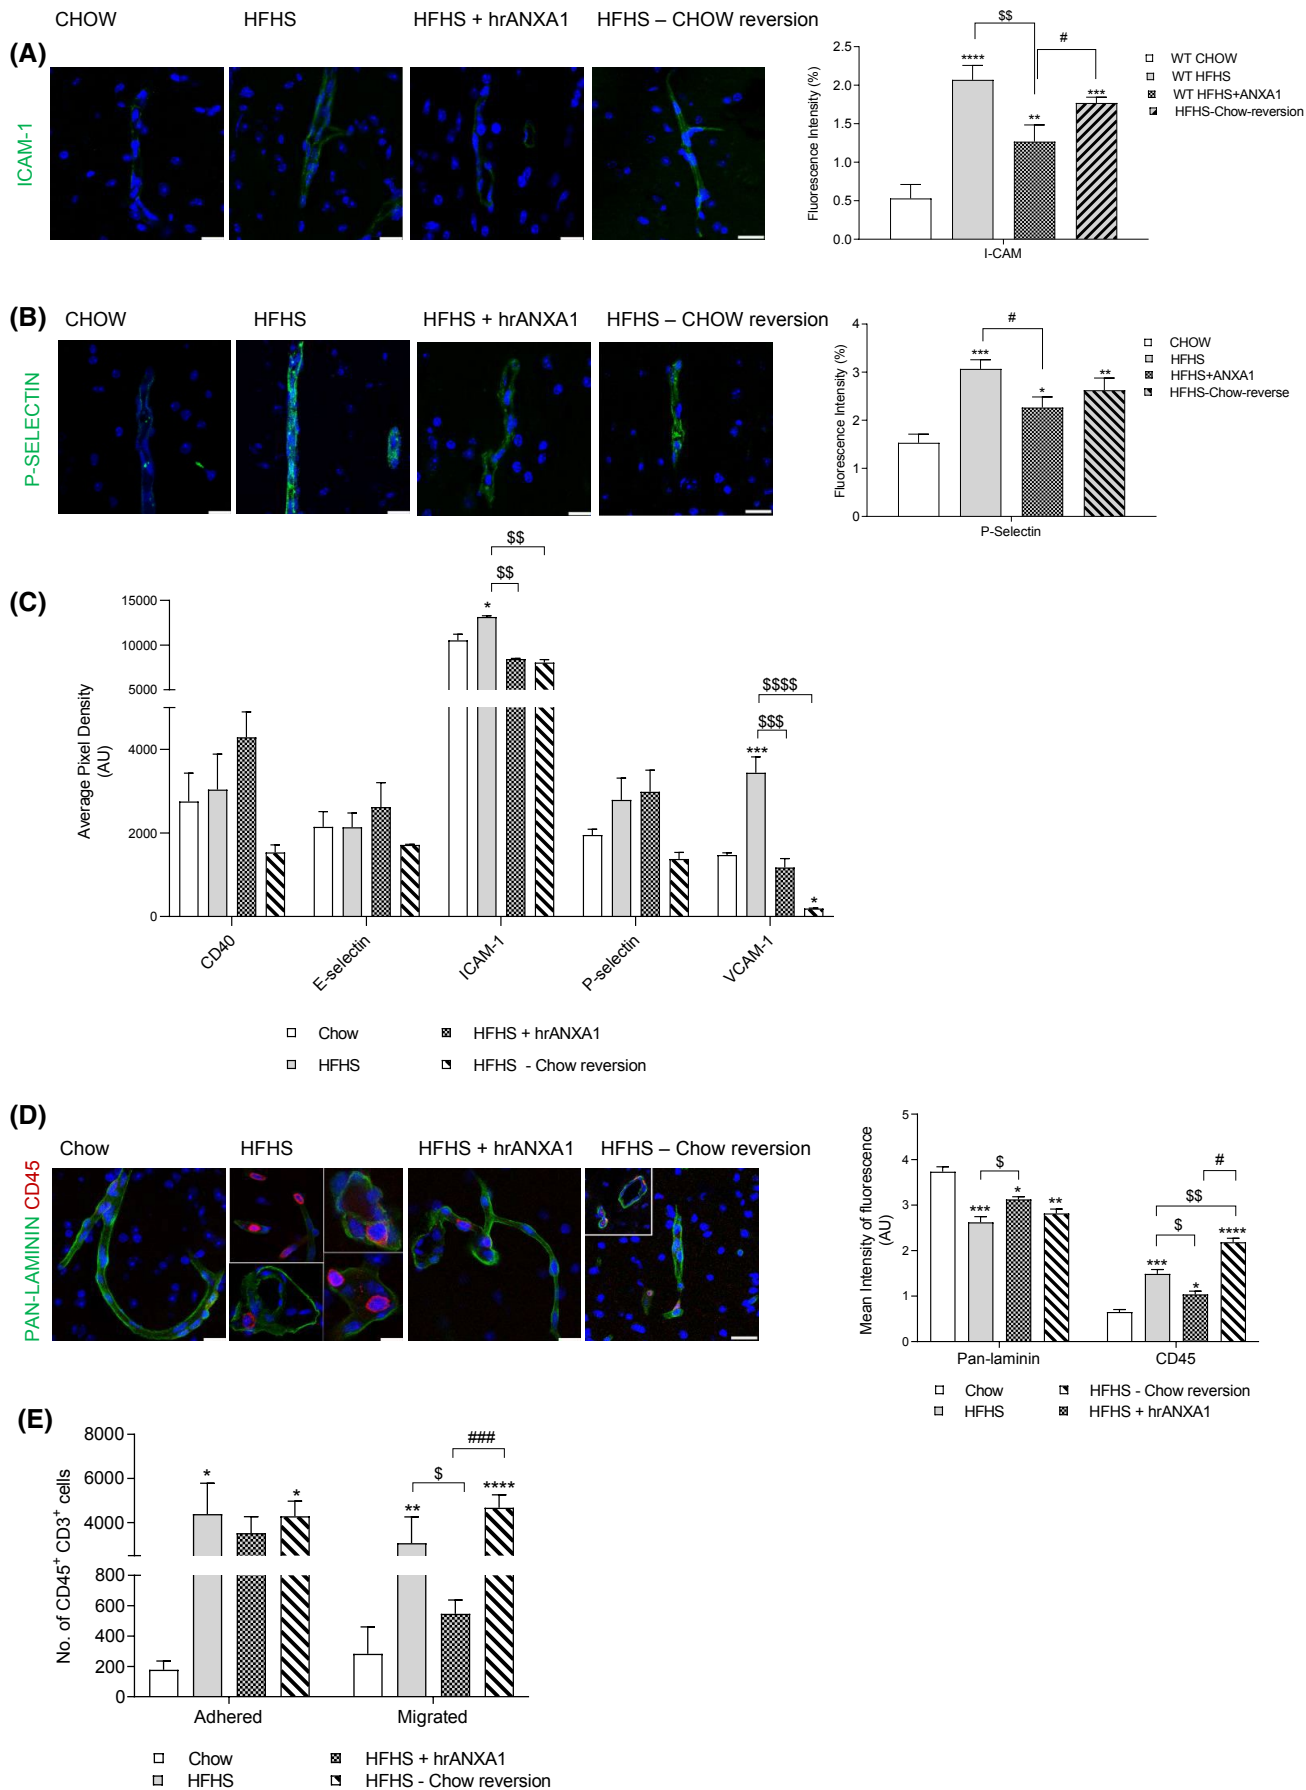 CHOW HFHS HFHS + hrANXA1 HFHS – CHOW reversion
(A)
ICAM-1
Fluorescence Intensity (%)
2.5
2.0
1.5
1.0
0.5
0.0
$$
#
****
**
***
I-CAM
WT CHOW
WT HFHS
WT HFHS+ANXA1
HFHS-Chow-reversion
(B)
CHOW HFHS HFHS + hrANXA1 HFHS – CHOW reversion
P-SELECTIN
Fluorescence Intensity (%)
4
3
2
1
0
#
***
*
**
P-Selectin
CHOW
HFHS
HFHS+ANXA1
HFHS-Chow-reverse
(C)
Average Pixel Density
(AU)
15000
10000
5000
4000
2000
0
$$
$$
*
$$$$
$$$
***
*
CD40 E-selectin ICAM-1 P-selectin VCAM-1
Chow HFHS + hrANXA1
HFHS HFHS - Chow reversion
(D)
Chow HFHS HFHS + hrANXA1 HFHS – Chow reversion
PAN-LAMININ CD45
Mean Intensity of fluorescence
(AU)
5
4
3
2
1
0
$
***
*
**
#
$$
$
***
*
****
Pan-laminin CD45
Chow HFHS - Chow reversion
HFHS HFHS + hrANXA1
(E)
No. of CD45+ CD3+ cells
8000
6000
4000
800
600
400
200
0
*
*
###
$
**
****
Adhered Migrated
Chow HFHS + hrANXA1
HFHS HFHS - Chow reversion